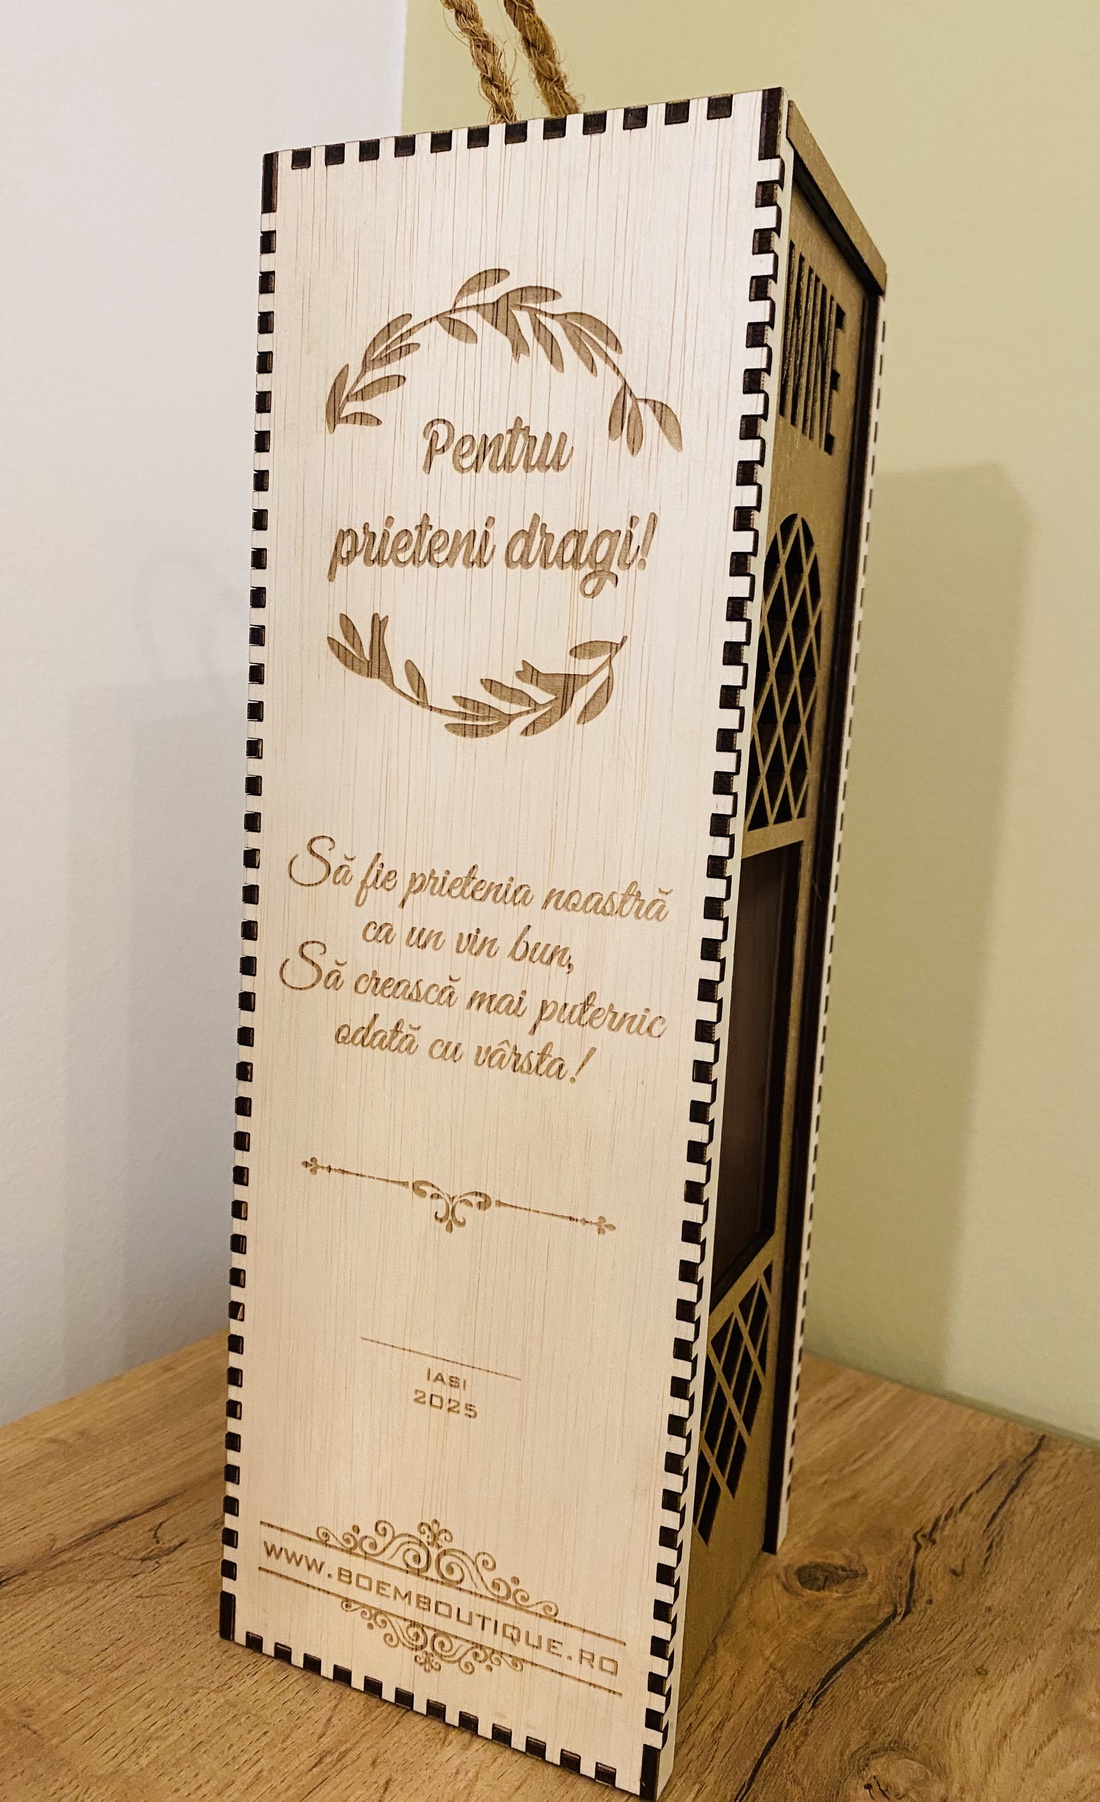 Pentru
prieteni dragi!
Să fie prietenia noastră
ca un vin bun,
Să crească mai puternic
odată cu vârsta!
IASI
2025
WWW.BOEMBOUTIQUE.RO
WINE